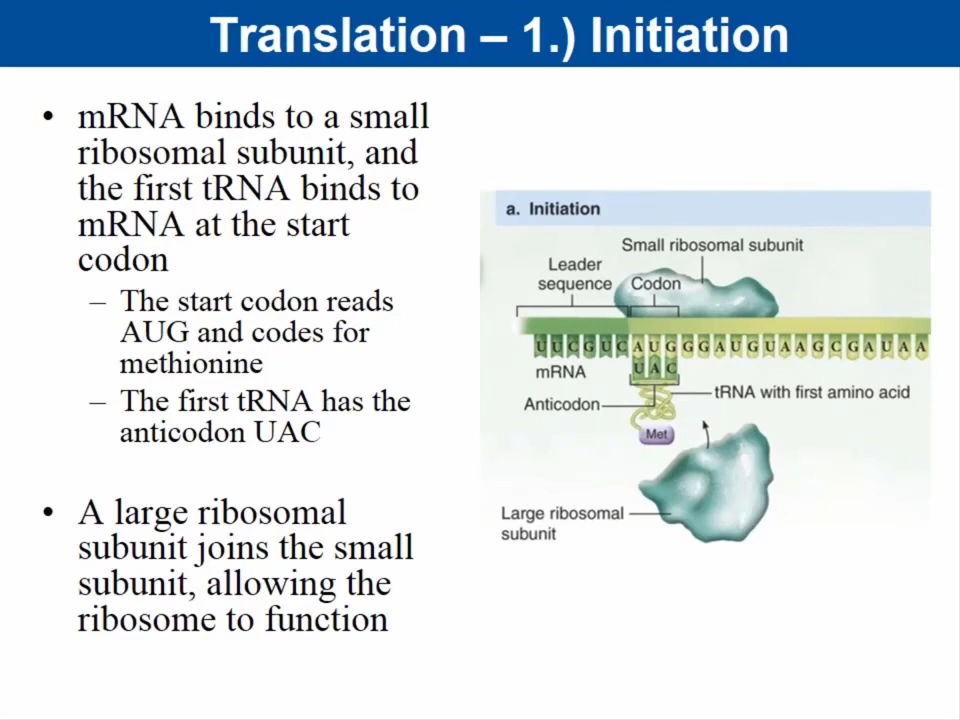 Translation – 1.) Initiation
• mRNA binds to a small
ribosomal subunit, and
the first tRNA binds to
mRNA at the start
codon
– The start codon reads
AUG and codes for
methionine
– The first tRNA has the
anticodon UAC
• A large ribosomal
subunit joins the small
subunit, allowing the
ribosome to function
a. Initiation
Small ribosomal subunit
Leader
sequence
Codon
U U C G U C A U G G G A U G U A A G C G A U A A
U A C
mRNA
Anticodon
tRNA with first amino acid
Met
Large ribosomal
subunit